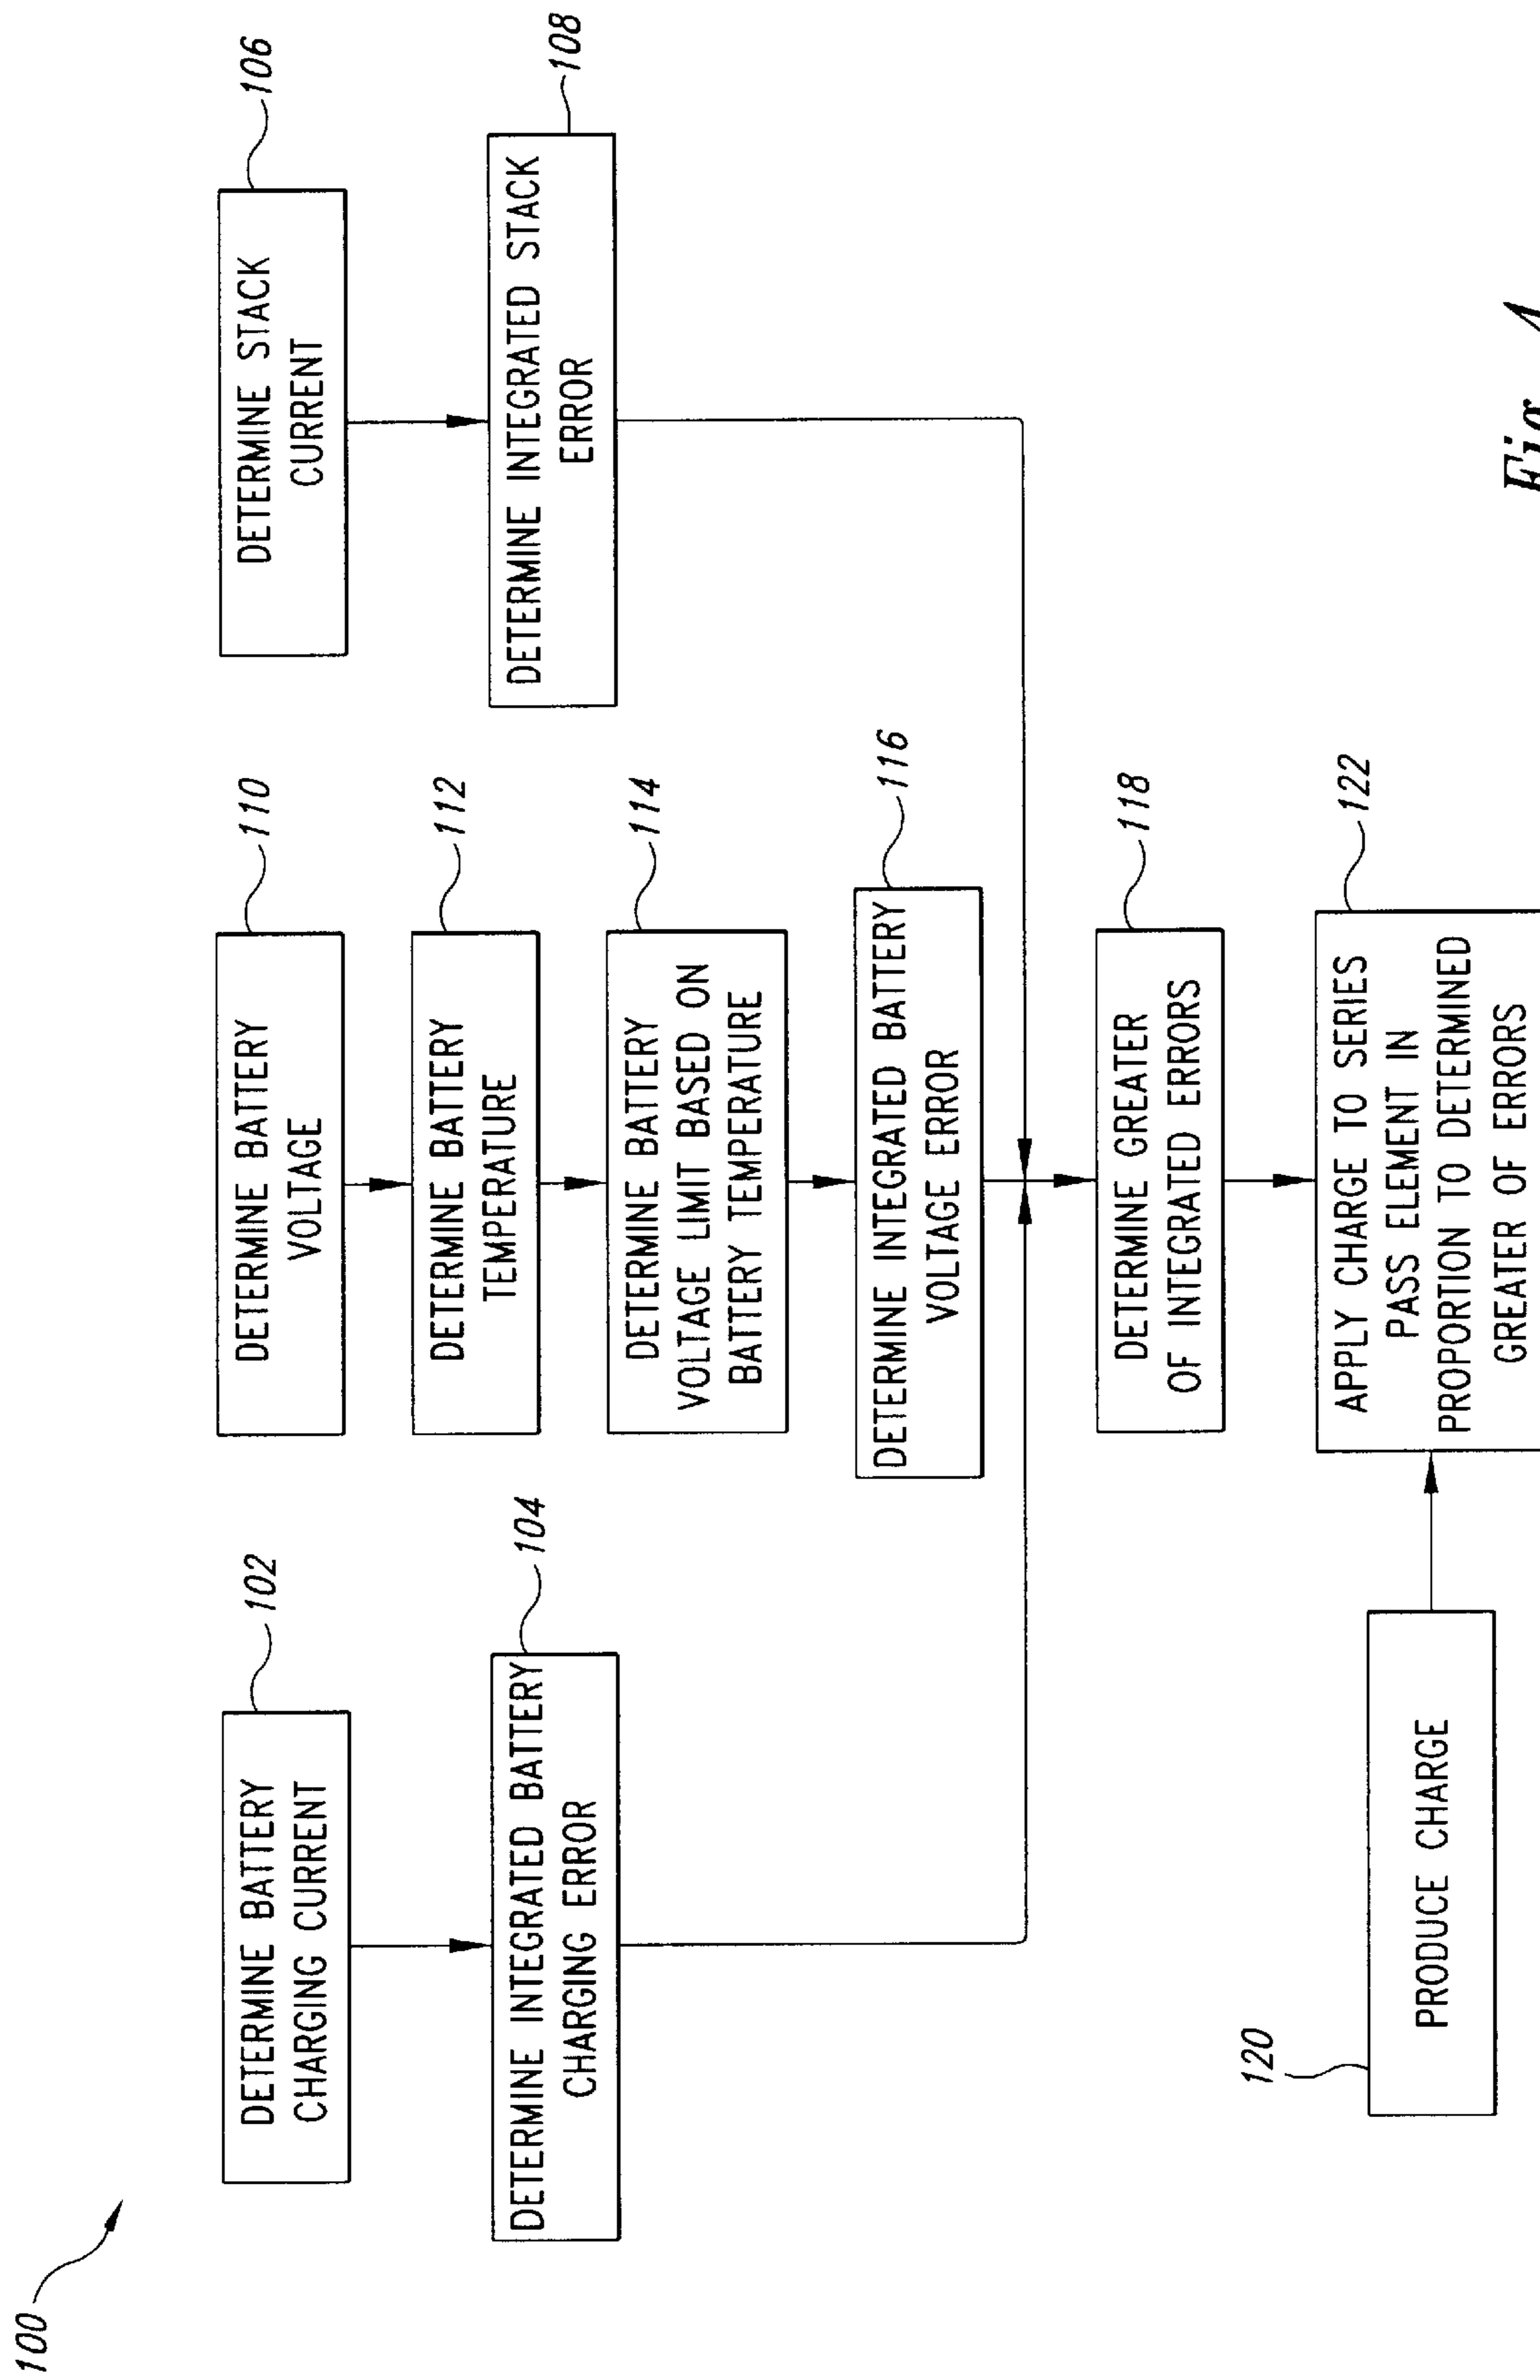 100
102
DETERMINE BATTERY
CHARGING CURRENT
104
DETERMINE INTEGRATED BATTERY
CHARGING ERROR
110
DETERMINE BATTERY
VOLTAGE
112
DETERMINE BATTERY
TEMPERATURE
114
DETERMINE BATTERY
VOLTAGE LIMIT BASED ON
BATTERY TEMPERATURE
116
DETERMINE INTEGRATED BATTERY
VOLTAGE ERROR
106
DETERMINE STACK
CURRENT
108
DETERMINE INTEGRATED STACK
ERROR
118
DETERMINE GREATER
OF INTEGRATED ERRORS
120
PRODUCE CHARGE
122
APPLY CHARGE TO SERIES
PASS ELEMENT IN
PROPORTION TO DETERMINED
GREATER OF ERRORS
Fig. 4